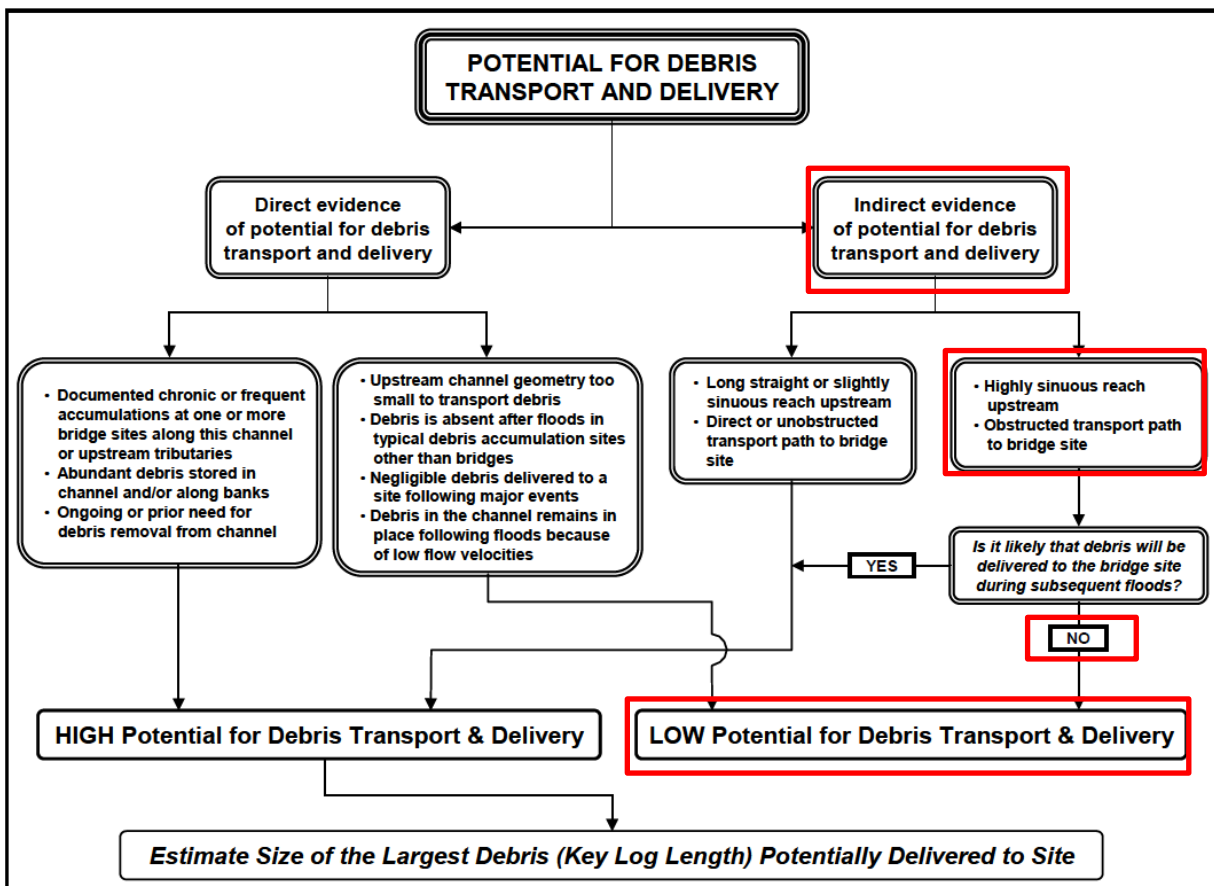 POTENTIAL FOR DEBRIS
TRANSPORT AND DELIVERY
Direct evidence
of potential for debris
transport and delivery
Indirect evidence
of potential for debris
transport and delivery
• Documented chronic or frequent
accumulations at one or more
bridge sites along this channel
or upstream tributaries
• Abundant debris stored in
channel and/or along banks
• Ongoing or prior need for
debris removal from channel
• Upstream channel geometry too
small to transport debris
• Debris is absent after floods in
typical debris accumulation sites
other than bridges
• Negligible debris delivered to a
site following major events
• Debris in the channel remains in
place following floods because
of low flow velocities
• Long straight or slightly
sinuous reach upstream
• Direct or unobstructed
transport path to bridge
site
• Highly sinuous reach
upstream
• Obstructed transport path
to bridge site
Is it likely that debris will be
delivered to the bridge site
during subsequent floods?
YES
NO
HIGH Potential for Debris Transport & Delivery
LOW Potential for Debris Transport & Delivery
Estimate Size of the Largest Debris (Key Log Length) Potentially Delivered to Site